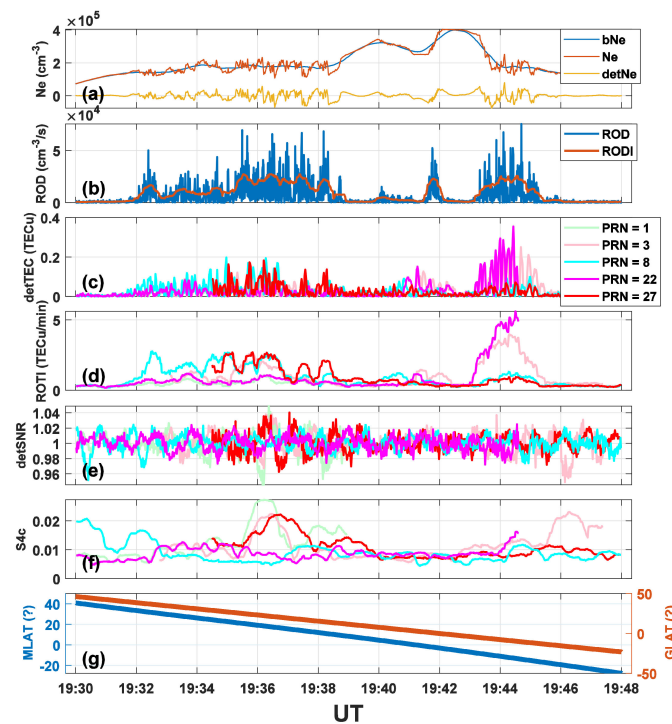 ×10⁵
4
2
0
Ne (cm⁻³)
(a)
bNe
Ne
detNe
×10⁴
5
0
ROD (cm⁻³/s)
(b)
ROD
RODI
0.4
0.2
0
detTEC (TECu)
(c)
PRN = 1
PRN = 3
PRN = 8
PRN = 22
PRN = 27
5
0
ROTI (TECu/min)
(d)
1.04
1.02
1
0.98
0.96
detSNR
(e)
0.02
0.01
0
S4c
(f)
40
20
0
-20
MLAT (?)
(g)
50
0
-50
GLAT (?)
19:30 19:32 19:34 19:36 19:38 19:40 19:42 19:44 19:46 19:48
UT